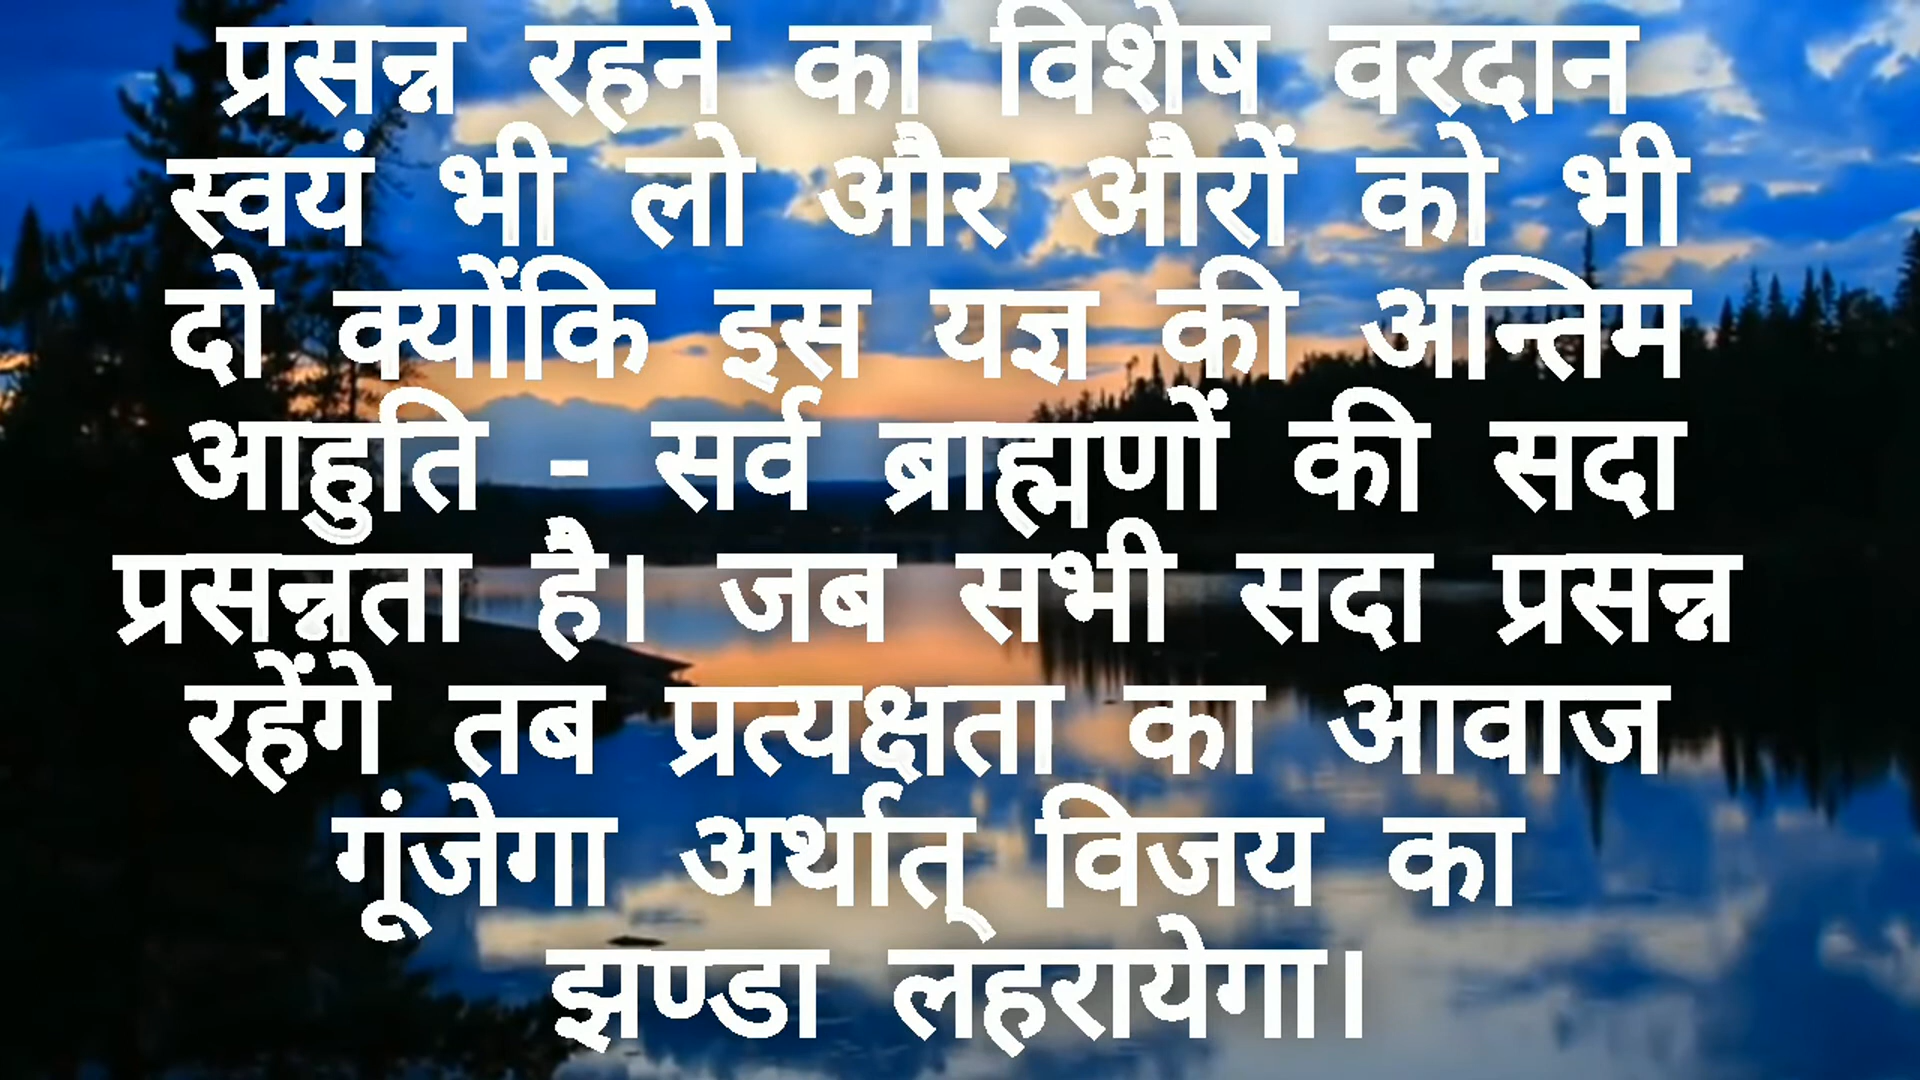 प्रसन्न रहने का विशेष वरदान
स्वयं भी लो और औरों को भी
दो क्योंकि इस यज्ञ की अन्तिम
आहुति - सर्व ब्राह्मणों की सदा
प्रसन्नता है। जब सभी सदा प्रसन्न
रहेंगे तब प्रत्यक्षता का आवाज
गूंजेगा अर्थात् विजय का
झण्डा लहरायेगा।